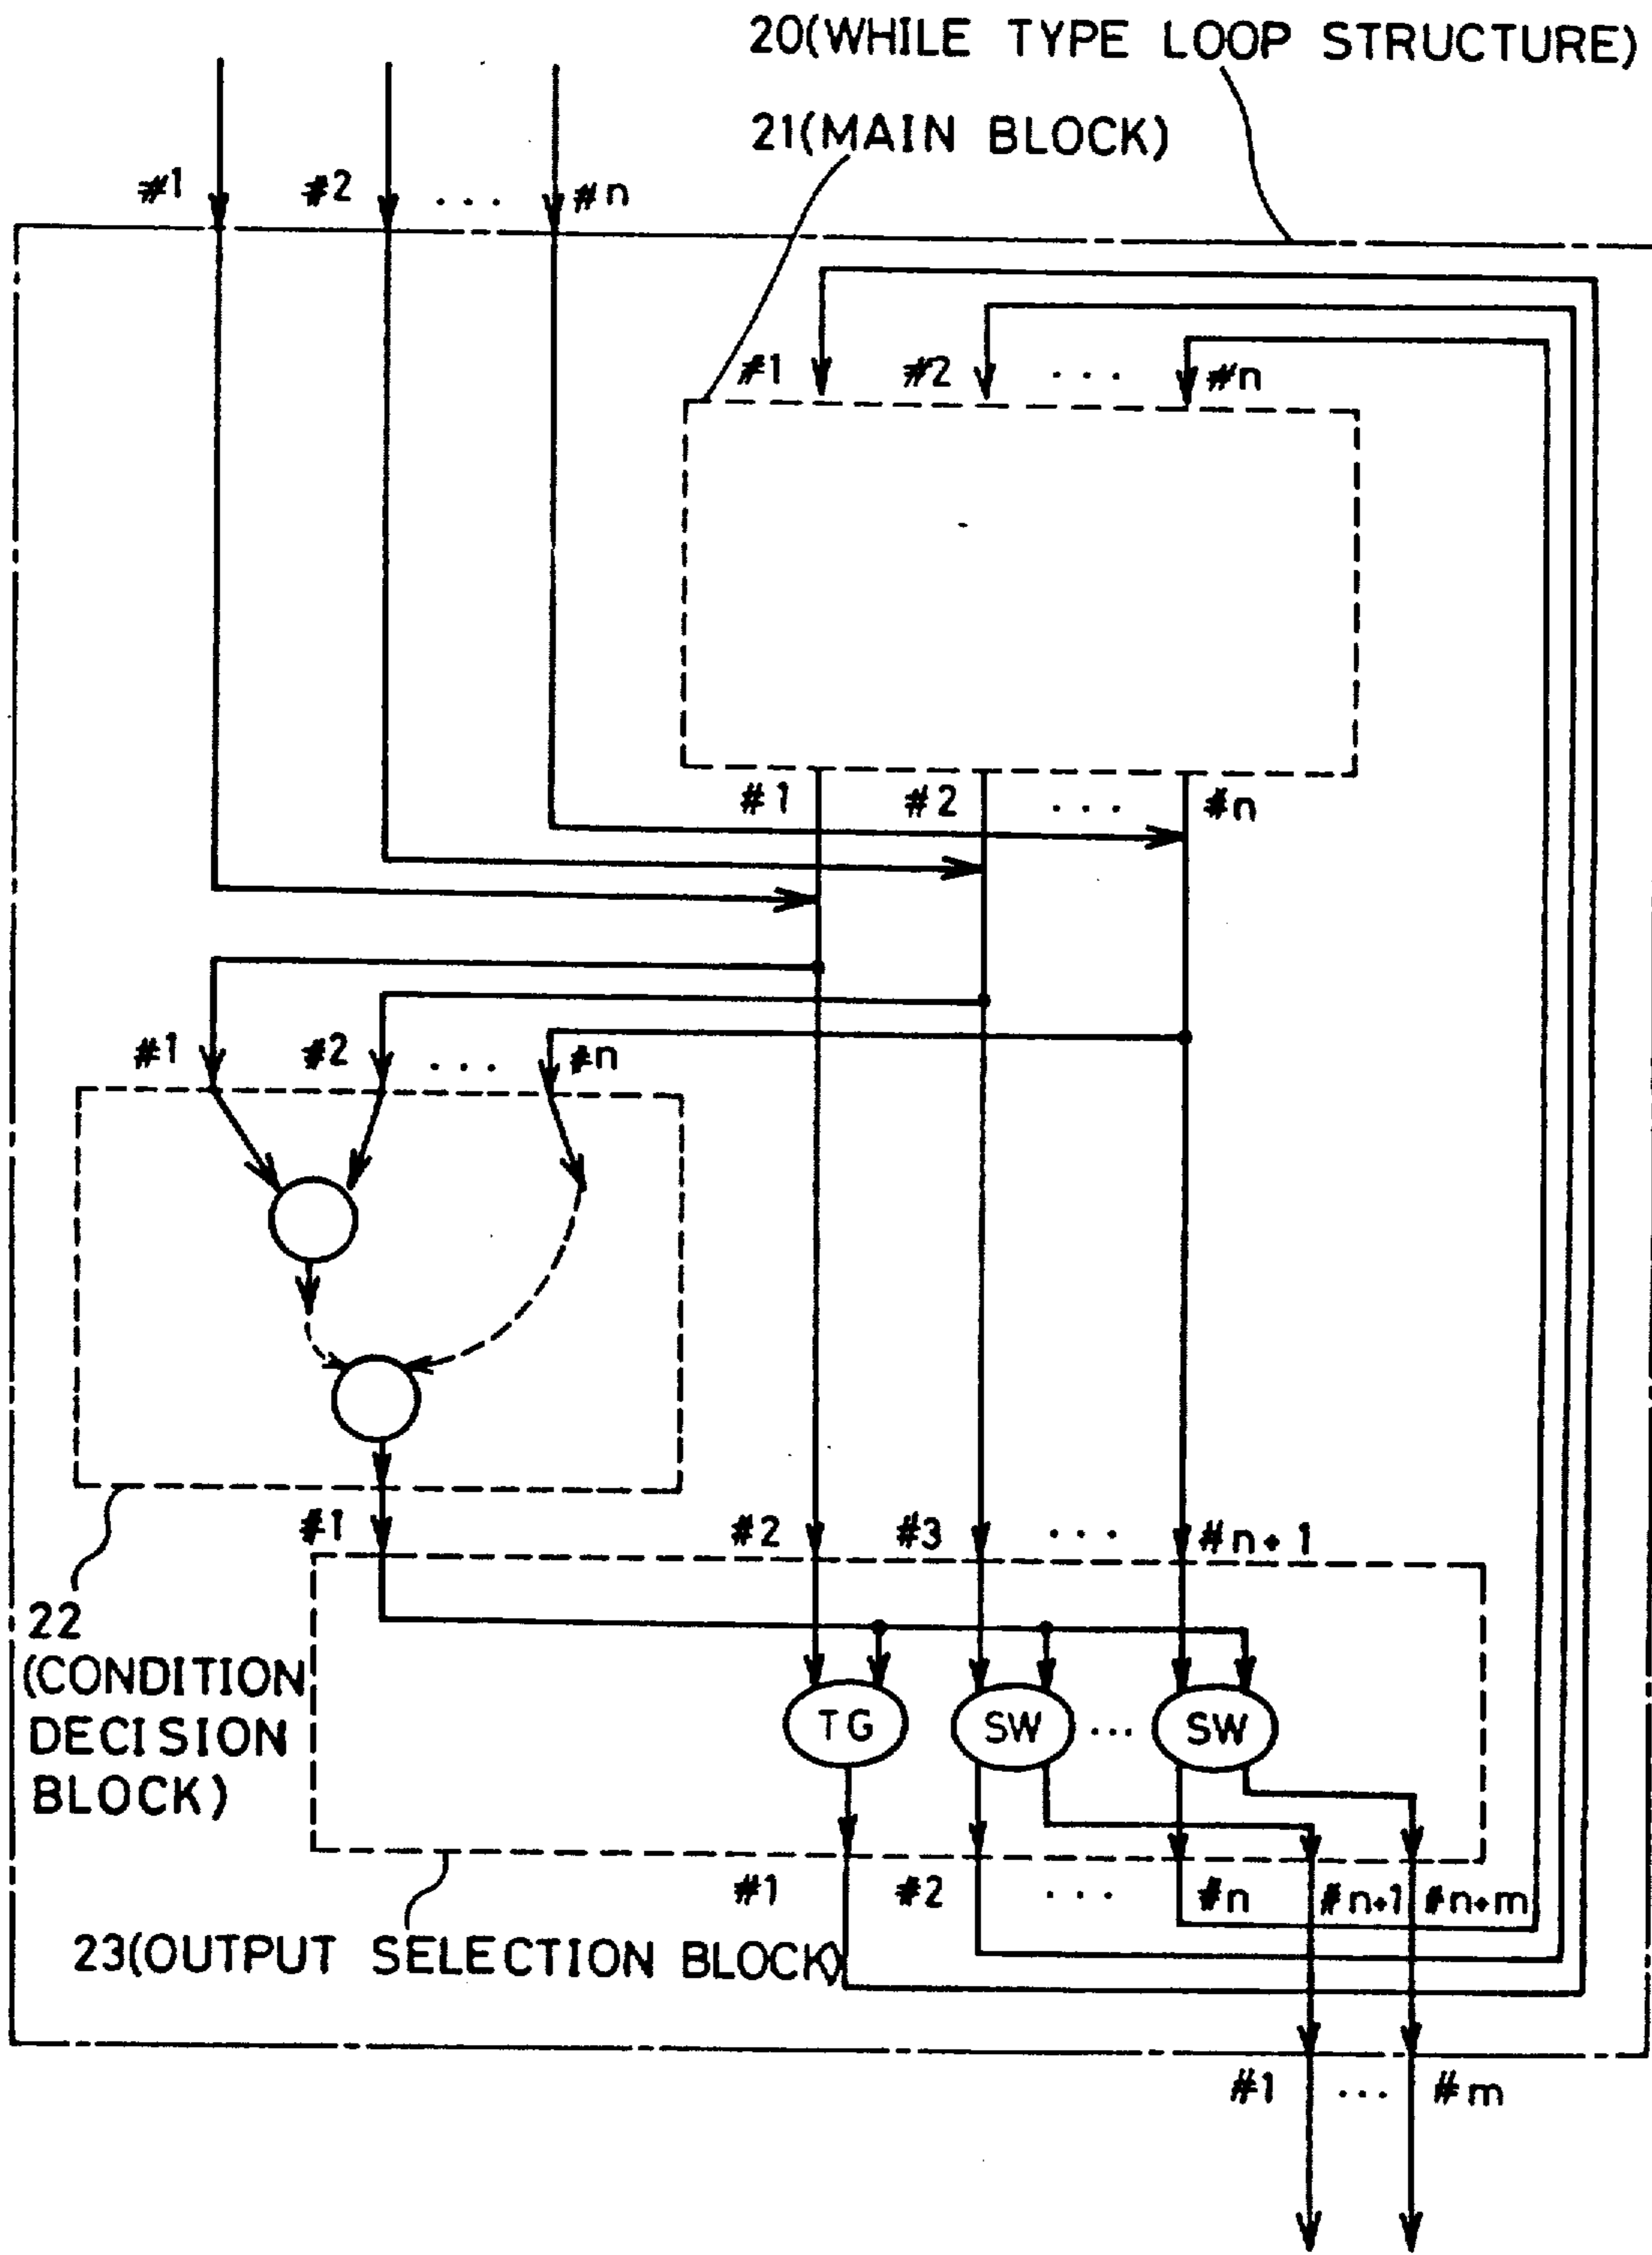 20(WHILE TYPE LOOP STRUCTURE)
21(MAIN BLOCK)
#1 #2 ... #n
#1 #2 ... #n
#1 #2 ... #n
#1 #2 ... #n
#1 #2 #3 ... #n+1
22
(CONDITION
DECISION
BLOCK)
TG SW ... SW
#1 #2 ... #n #n+1 #n+m
23(OUTPUT SELECTION BLOCK)
#1 ... #m